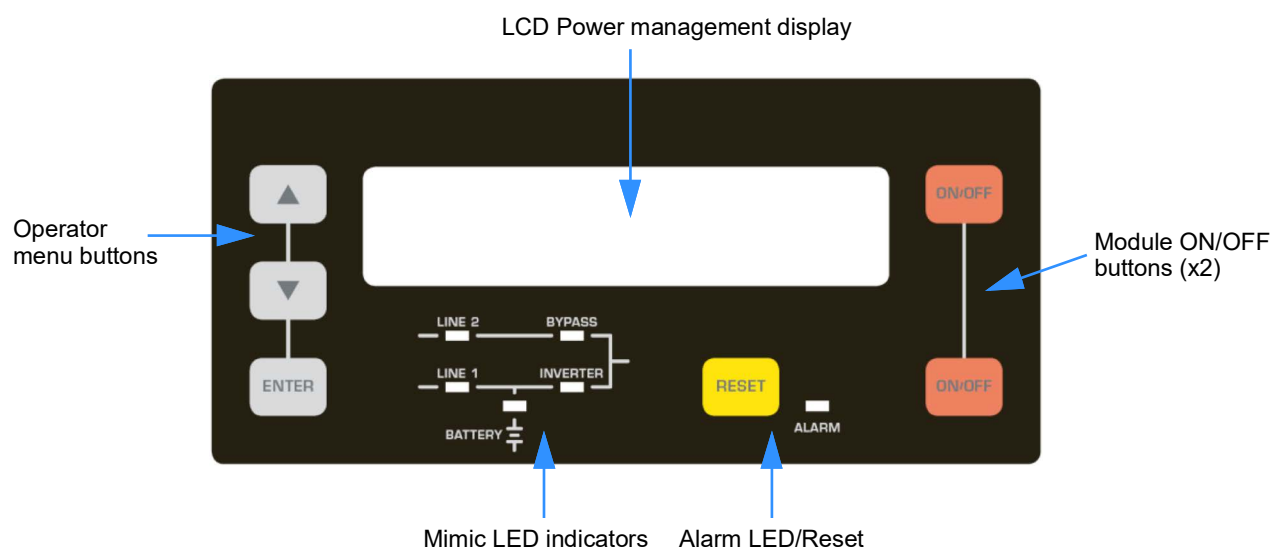 LCD Power management display
ON/OFF
Operator
menu buttons
Module ON/OFF
buttons (x2)
LINE 2
BYPASS
LINE 1
INVERTER
ENTER
RESET
ON/OFF
BATTERY
ALARM
Mimic LED indicators
Alarm LED/Reset